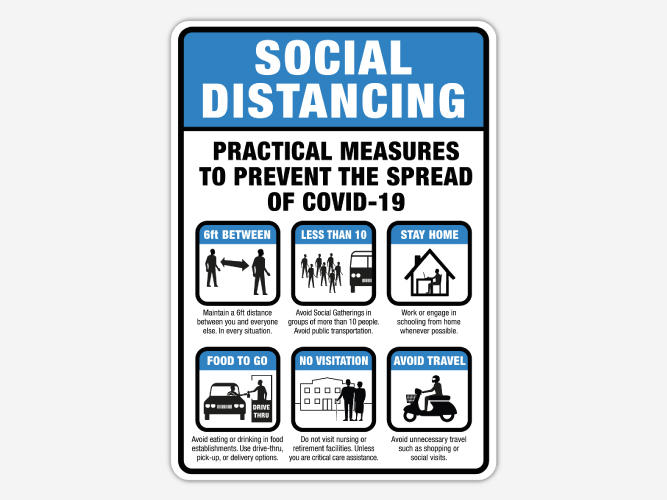 SOCIAL
DISTANCING
PRACTICAL MEASURES
TO PREVENT THE SPREAD
OF COVID-19
6ft BETWEEN
Maintain a 6ft distance
between you and everyone
else. In every situation.
LESS THAN 10
Avoid Social Gatherings in
groups of more than 10 people.
Avoid public transportation.
STAY HOME
Work or engage in
schooling from home
whenever possible.
FOOD TO GO
DRIVE
THRU
Avoid eating or drinking in food
establishments. Use drive-thru,
pick-up, or delivery options.
NO VISITATION
Do not visit nursing or
retirement facilities. Unless
you are critical care assistance.
AVOID TRAVEL
Avoid unnecessary travel
such as shopping or
social visits.